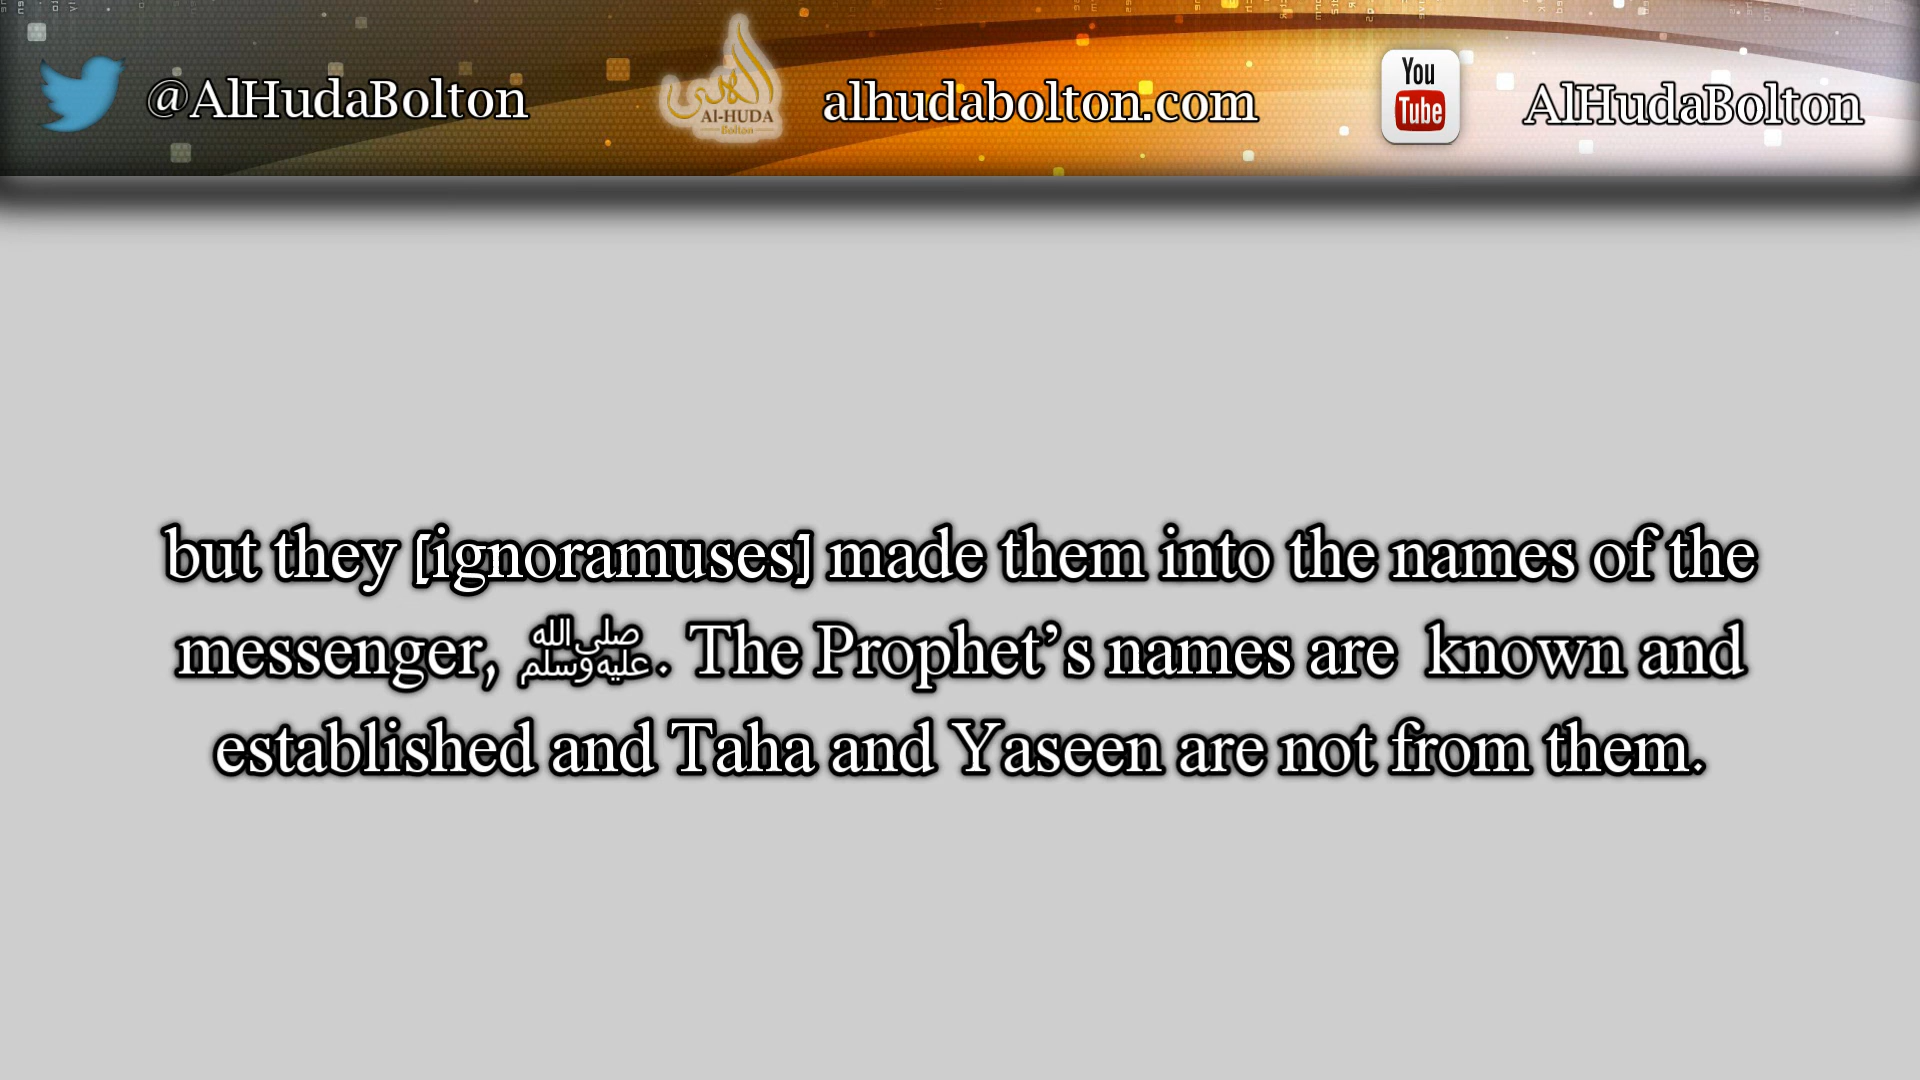 @AlHudaBolton
Al-HUDA
Bolton
alhudabolton.com
You
Tube
AlHudaBolton
but they [ignoramuses] made them into the names of the
messenger, ﷺ. The Prophet’s names are  known and
established and Taha and Yaseen are not from them.